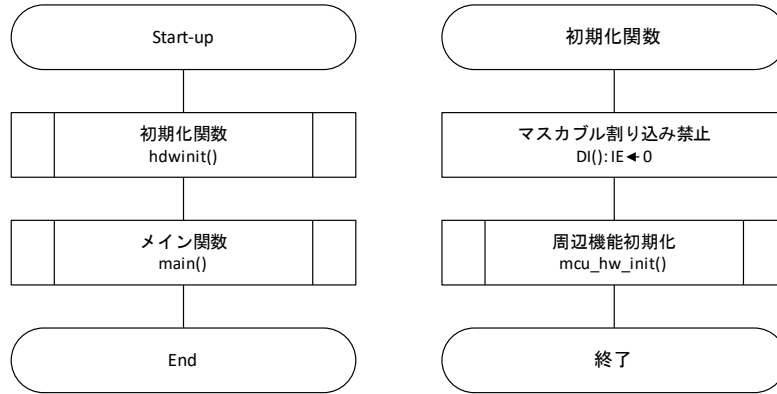 Start-up
初期化関数
hdwinit()
メイン関数
main()
End
初期化関数
マスカブル割り込み禁止
DI(): IE←0
周辺機能初期化
mcu_hw_init()
終了